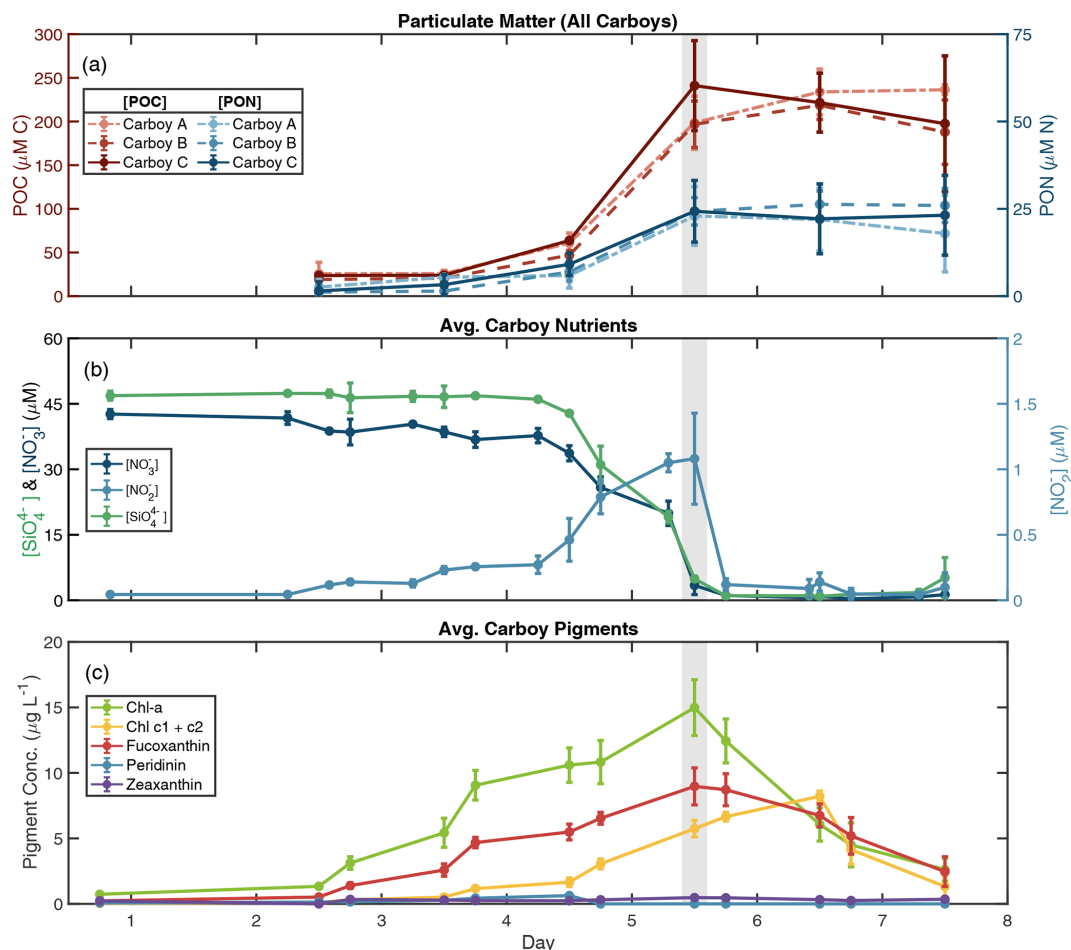 Particulate Matter (All Carboys)
300
250
200
150
100
50
0
POC (μM C)
75
50
25
0
PON (μM N)
(a)
[POC] [PON]
Carboy A Carboy A
Carboy B Carboy B
Carboy C Carboy C
Avg. Carboy Nutrients
60
45
30
15
0
[SiO₄⁴⁻] & [NO₃⁻] (μM)
2
1.5
1
0.5
0
[NO₂⁻] (μM)
(b)
[NO₃⁻]
[NO₂⁻]
[SiO₄⁴⁻]
Avg. Carboy Pigments
20
15
10
5
0
Pigment Conc. (μg L⁻¹)
(c)
Chl-a
Chl c1 + c2
Fucoxanthin
Peridinin
Zeaxanthin
1 2 3 4 5 6 7 8
Day